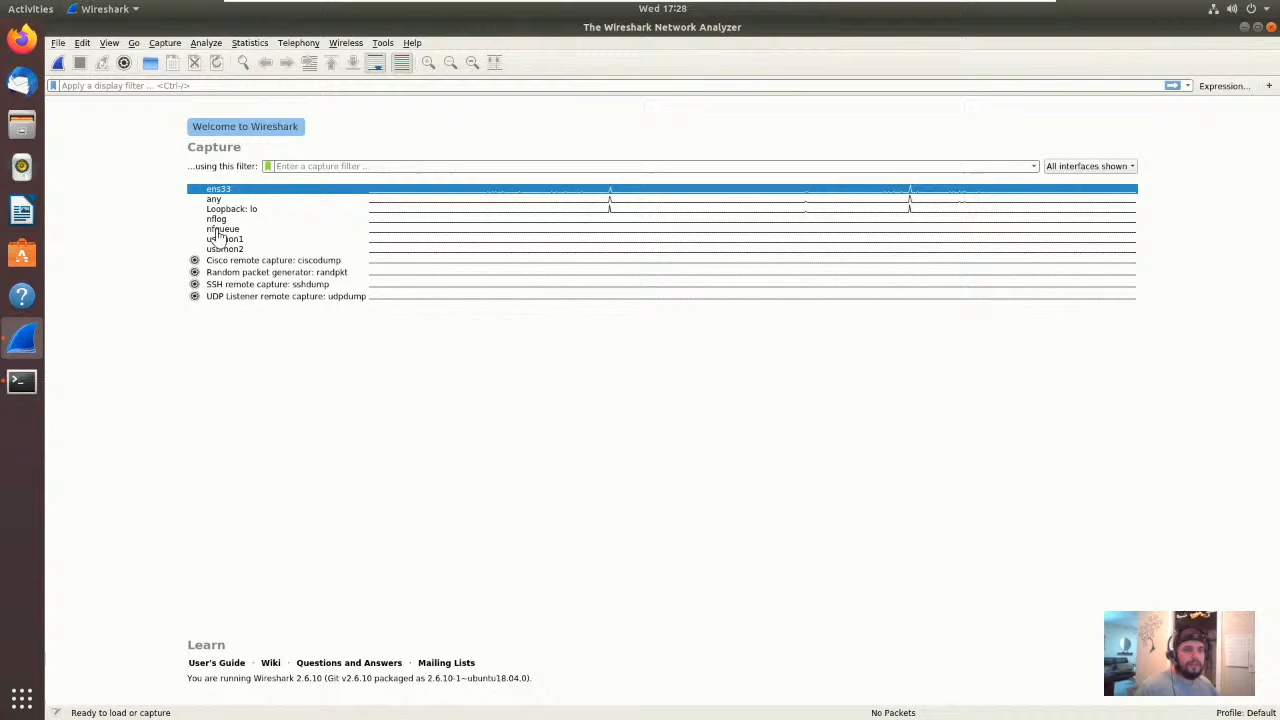 Activities Wireshark Wed 17:28
The Wireshark Network Analyzer
File Edit View Go Capture Analyze Statistics Telephony Wireless Tools Help
Apply a display filter ... <Ctrl-/> Expression... +
Welcome to Wireshark
Capture
...using this filter: Enter a capture filter ... All interfaces shown
ens33
any
Loopback: lo
nflog
nfqueue
usbmon1
usbmon2
Cisco remote capture: ciscodump
Random packet generator: randpkt
SSH remote capture: sshdump
UDP Listener remote capture: udpdump
Learn
User's Guide · Wiki · Questions and Answers · Mailing Lists
You are running Wireshark 2.6.10 (Git v2.6.10 packaged as 2.6.10-1~ubuntu18.04.0).
Ready to load or capture No Packets Profile: Default